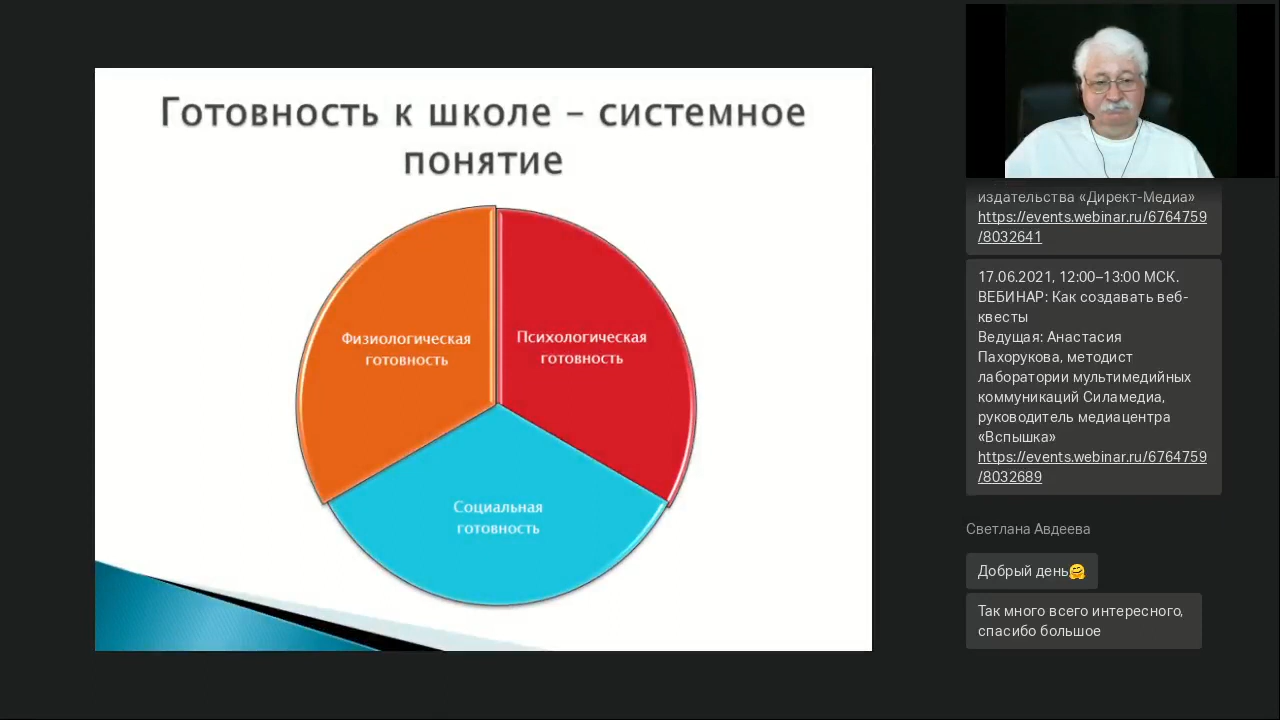 Готовность к школе – системное
понятие
Физиологическая
готовность
Психологическая
готовность
Социальная
готовность
издательства «Директ-Медиа»
https://events.webinar.ru/6764759
/8032641
17.06.2021, 12:00–13:00 МСК.
ВЕБИНАР: Как создавать веб-
квесты
Ведущая: Анастасия
Пахорукова, методист
лаборатории мультимедийных
коммуникаций Силамедиа,
руководитель медиацентра
«Вспышка»
https://events.webinar.ru/6764759
/8032689
Светлана Авдеева
Добрый день🤗
Так много всего интересного,
спасибо большое